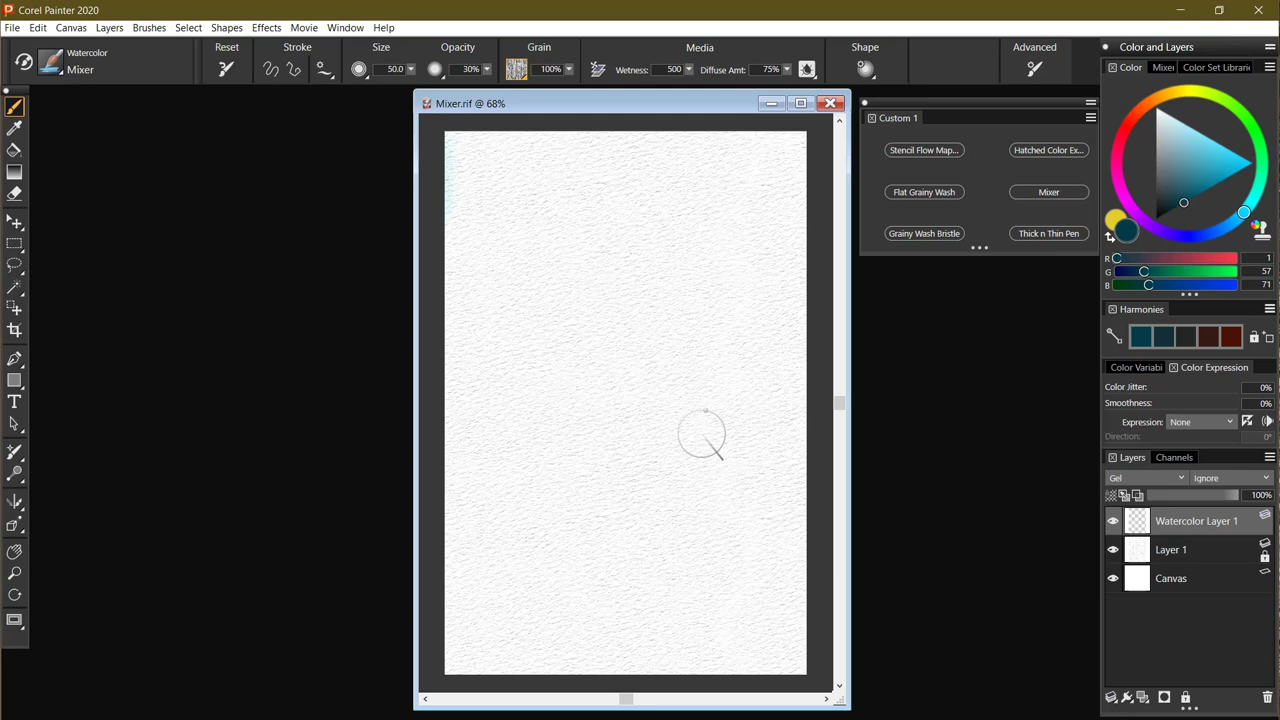 Corel Painter 2020
File Edit Canvas Layers Brushes Select Shapes Effects Movie Window Help
Watercolor
Mixer
Reset
Stroke
Size
50.0
Opacity
30%
Grain
100%
Media
Wetness: 500 Diffuse Amt: 75%
Shape
Advanced
Mixer.rif @ 68%
Custom 1
Stencil Flow Map... Hatched Color Ex...
Flat Grainy Wash Mixer
Grainy Wash Bristle Thick n Thin Pen
Color and Layers
Color Mixer Color Set Librari
R 1
G 57
B 71
Harmonies
Color Variabi Color Expression
Color Jitter: 0%
Smoothness: 0%
Expression: None
Direction: 0°
Layers Channels
Gel Ignore
100%
Watercolor Layer 1
Layer 1
Canvas